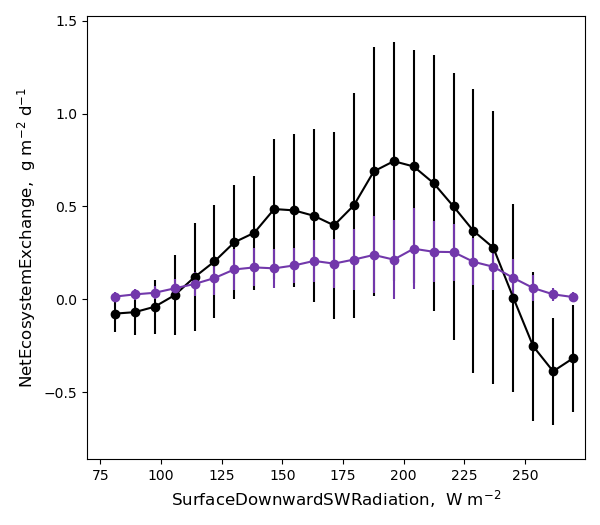 1.5
1.0
0.5
0.0
−0.5
NetEcosystemExchange,  g m⁻² d⁻¹
75 100 125 150 175 200 225 250
SurfaceDownwardSWRadiation,  W m⁻²